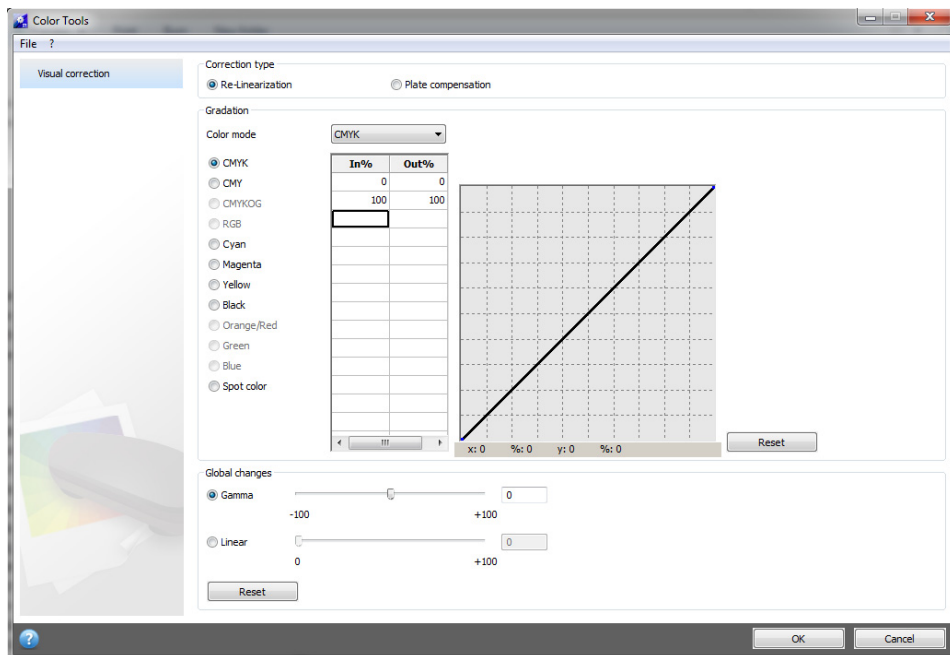 Color Tools
File ?
Visual correction
Correction type
Re-Linearization Plate compensation
Gradation
Color mode CMYK
CMYK
CMY
CMYKOG
RGB
Cyan
Magenta
Yellow
Black
Orange/Red
Green
Blue
Spot color
In% Out%
0 0
100 100
x: 0 %: 0 y: 0 %: 0
Reset
Global changes
Gamma 0
-100 +100
Linear 0
0 +100
Reset
? OK Cancel